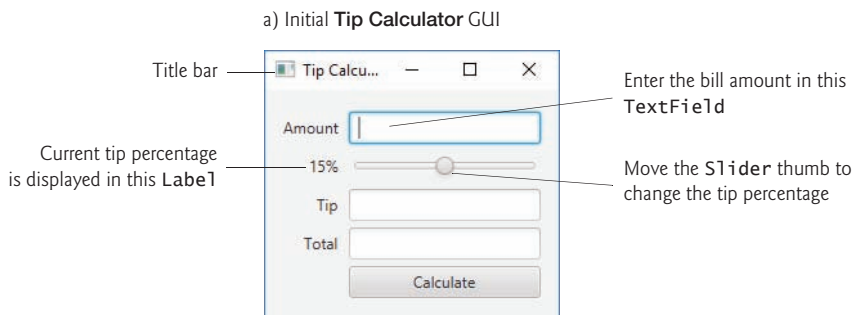 a) Initial Tip Calculator GUI
Title bar
Tip Calcu...
Enter the bill amount in this
TextField
Amount
Current tip percentage
is displayed in this Label
15%
Move the Slider thumb to
change the tip percentage
Tip
Total
Calculate